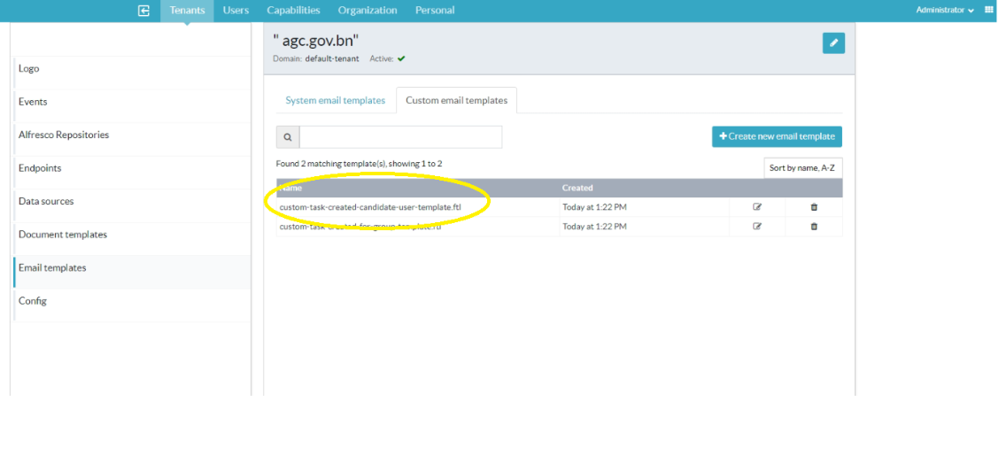 Tenants Users Capabilities Organization Personal Administrator
" agc.gov.bn"
Domain: default-tenant Active:
Logo
Events
Alfresco Repositories
Endpoints
Data sources
Document templates
Email templates
Config
System email templates Custom email templates
Create new email template
Found 2 matching template(s), showing 1 to 2
Sort by name, A-Z
Name Created
custom-task-created-candidate-user-template.ftl Today at 1:22 PM
custom-task-created-for-group-template.ftl Today at 1:22 PM